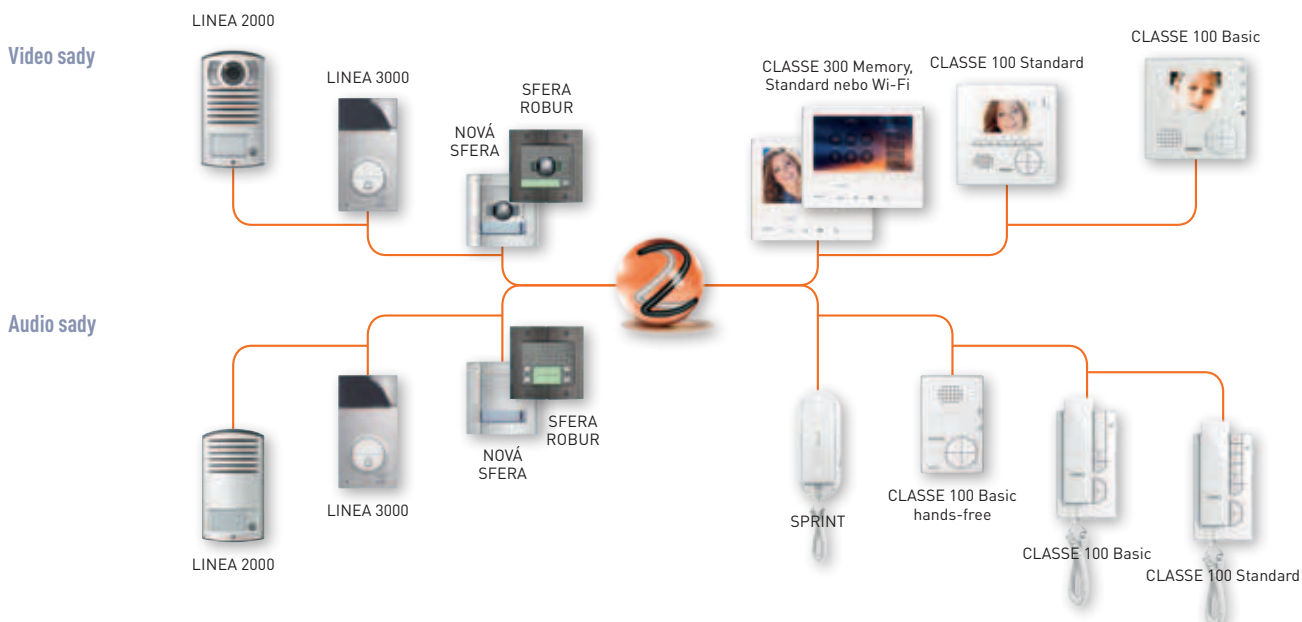 Video sady
LINEA 2000
LINEA 3000
NOVÁ
SFERA
SFERA
ROBUR
CLASSE 300 Memory,
Standard nebo Wi-Fi
CLASSE 100 Standard
CLASSE 100 Basic
Audio sady
LINEA 2000
LINEA 3000
NOVÁ
SFERA
SFERA
ROBUR
SPRINT
CLASSE 100 Basic
hands-free
CLASSE 100 Basic
CLASSE 100 Standard